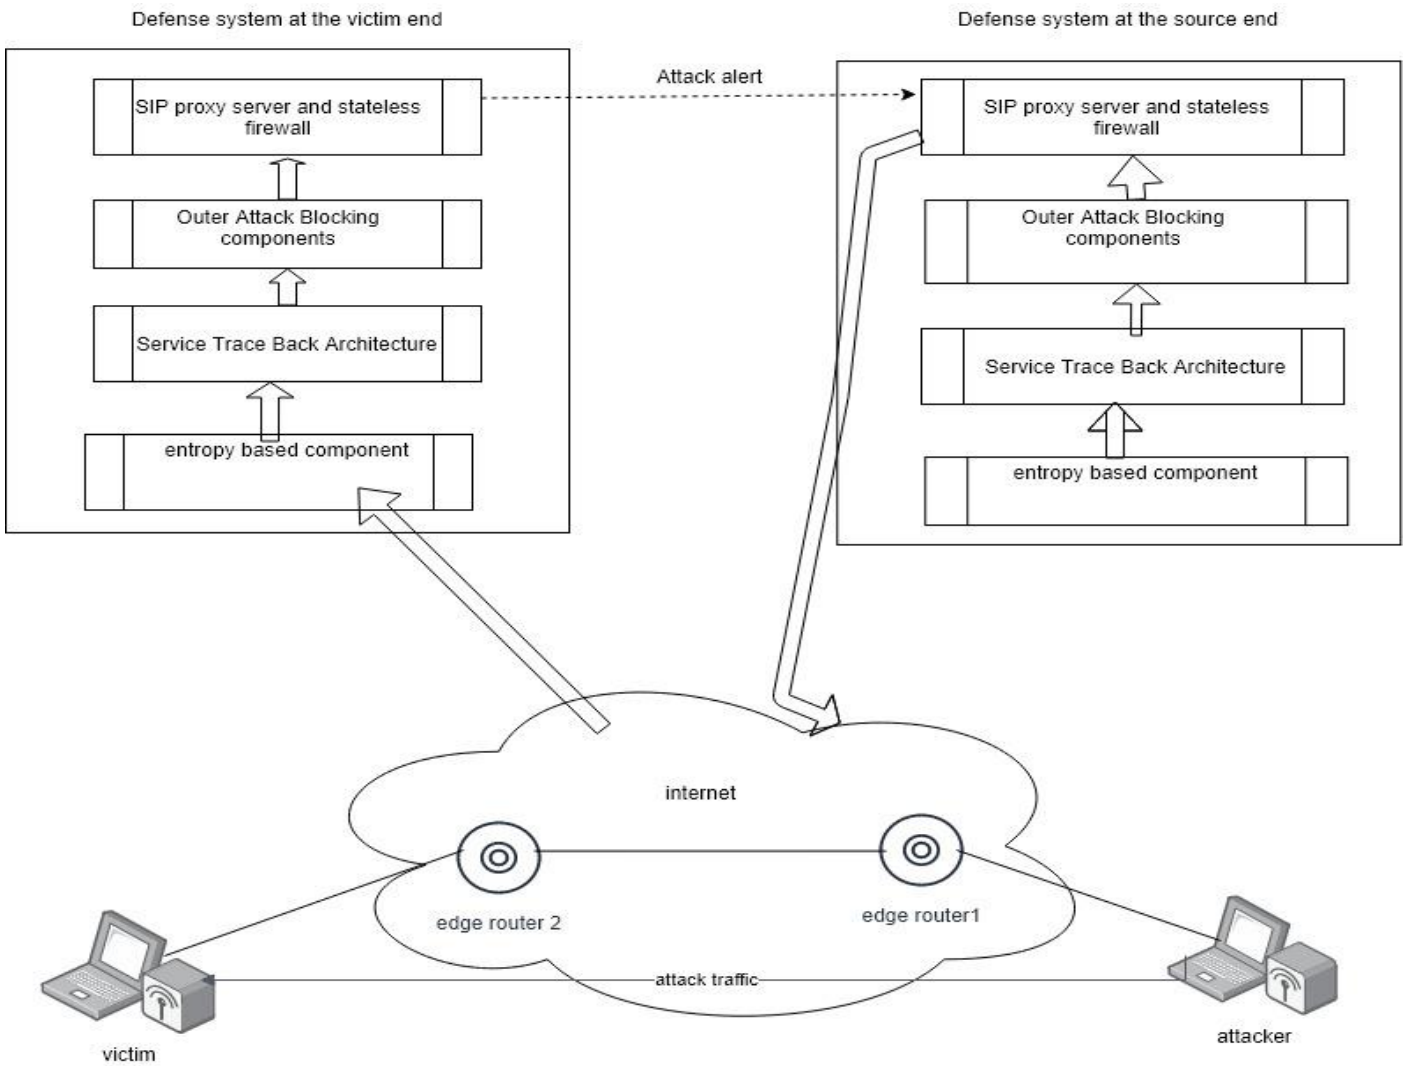 Defense system at the victim end
Defense system at the source end
SIP proxy server and stateless
firewall
Attack alert
SIP proxy server and stateless
firewall
Outer Attack Blocking
components
Outer Attack Blocking
components
Service Trace Back Architecture
Service Trace Back Architecture
entropy based component
entropy based component
internet
edge router 2
edge router1
attack traffic
victim
attacker